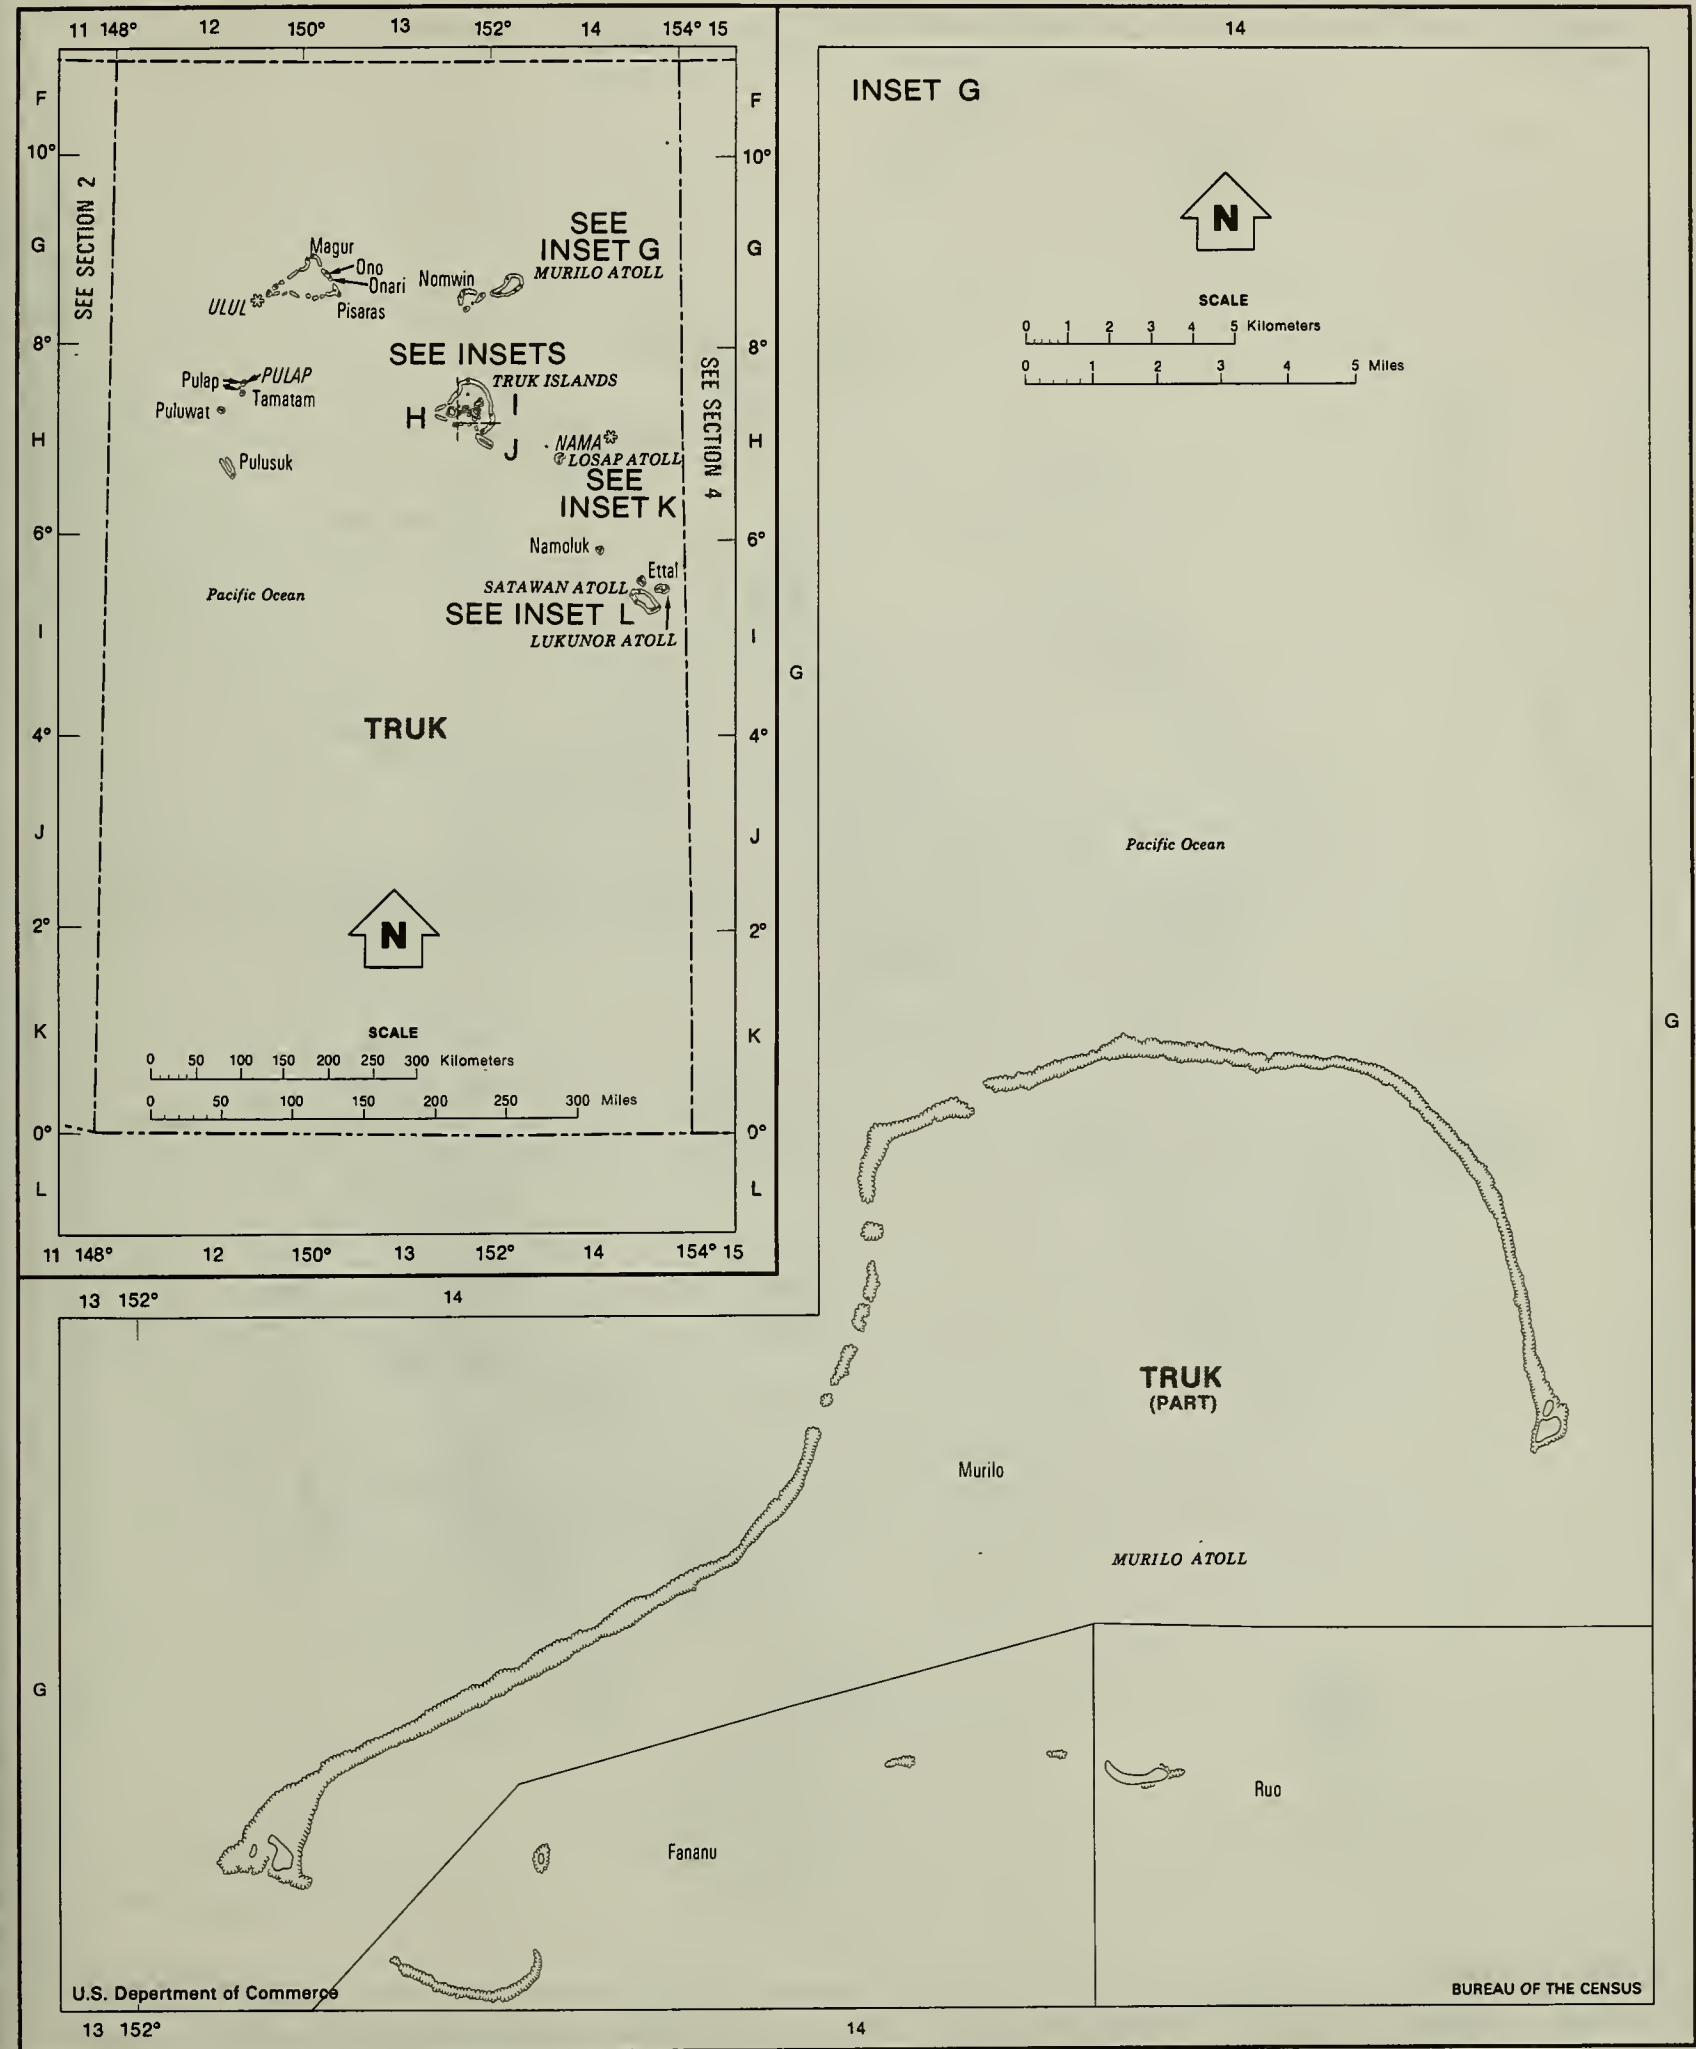 11 148° 12 150° 13 152° 14 154° 15
F
F
10°
10°
SEE SECTION 2
G
G
SEE
INSET G
MURILO ATOLL
Magur
Ono
Onari
Nomwin
ULUL
Pisaras
8°
8°
SEE INSETS
TRUK ISLANDS
SEE SECTION 4
Pulap
PULAP
Tamatam
Puluwat
H
I
J
H
H
NAMA
LOSAP ATOLL
Pulusuk
SEE
INSET K
6°
6°
Namoluk
Ettal
SATAWAN ATOLL
Pacific Ocean
SEE INSET L
LUKUNOR ATOLL
I
I
TRUK
4°
4°
J
J
2°
2°
N
K
K
SCALE
0 50 100 150 200 250 300 Kilometers
0 50 100 150 200 250 300 Miles
0°
0°
L
L
11 148° 12 150° 13 152° 14 154° 15
14
INSET G
N
SCALE
0 1 2 3 4 5 Kilometers
0 1 2 3 4 5 Miles
G
Pacific Ocean
G
13 152° 14
TRUK
(PART)
Murilo
MURILO ATOLL
G
Ruo
Fananu
U.S. Department of Commerce
BUREAU OF THE CENSUS
13 152° 14